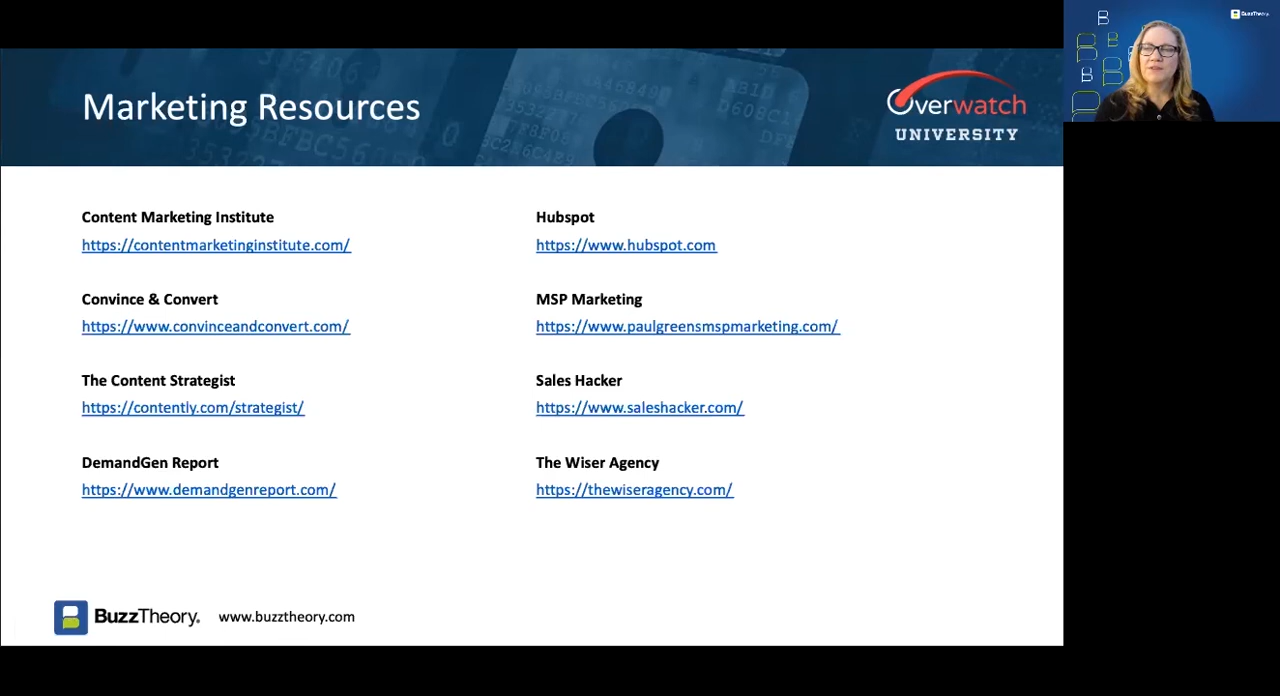 Marketing Resources
Overwatch
UNIVERSITY
BuzzTheory
Content Marketing Institute
https://contentmarketinginstitute.com/
Convince & Convert
https://www.convinceandconvert.com/
The Content Strategist
https://contently.com/strategist/
DemandGen Report
https://www.demandgenreport.com/
Hubspot
https://www.hubspot.com
MSP Marketing
https://www.paulgreensmspmarketing.com/
Sales Hacker
https://www.saleshacker.com/
The Wiser Agency
https://thewiseragency.com/
BuzzTheory® www.buzztheory.com